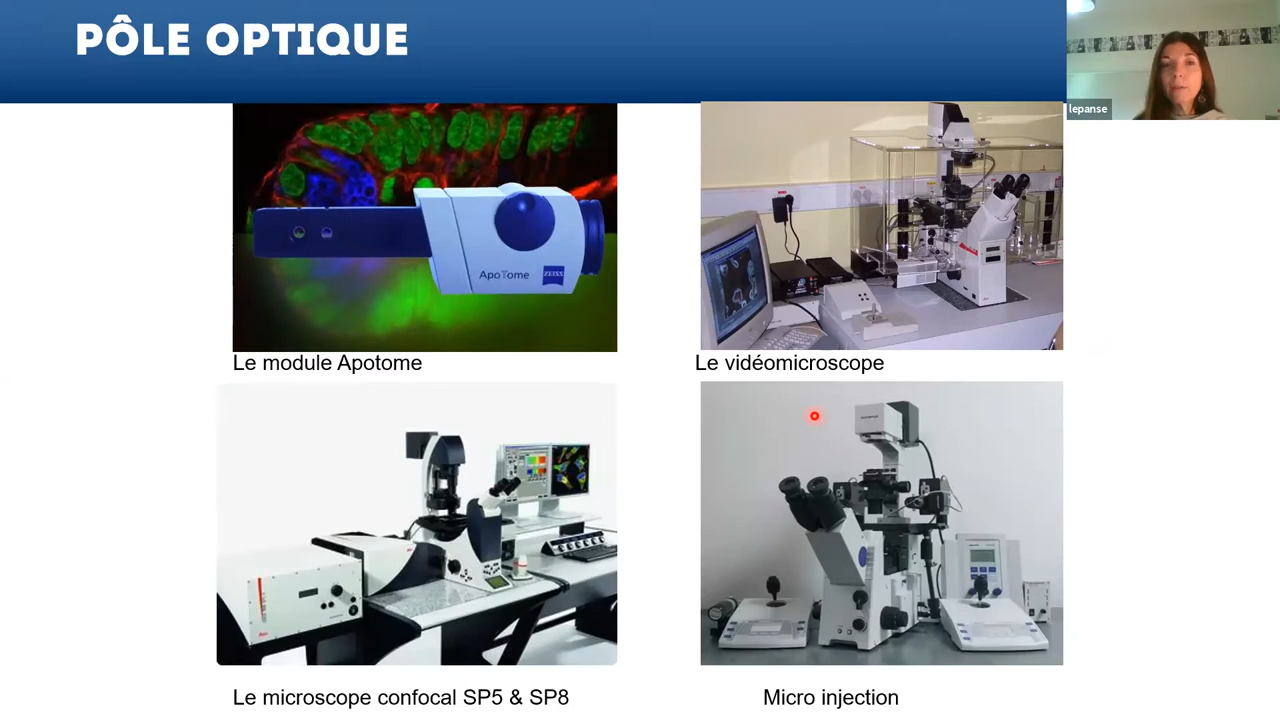 PÔLE OPTIQUE
lepanse
ApoTome
ZEISS
Le module Apotome
Le vidéomicroscope
Le microscope confocal SP5 & SP8
Micro injection